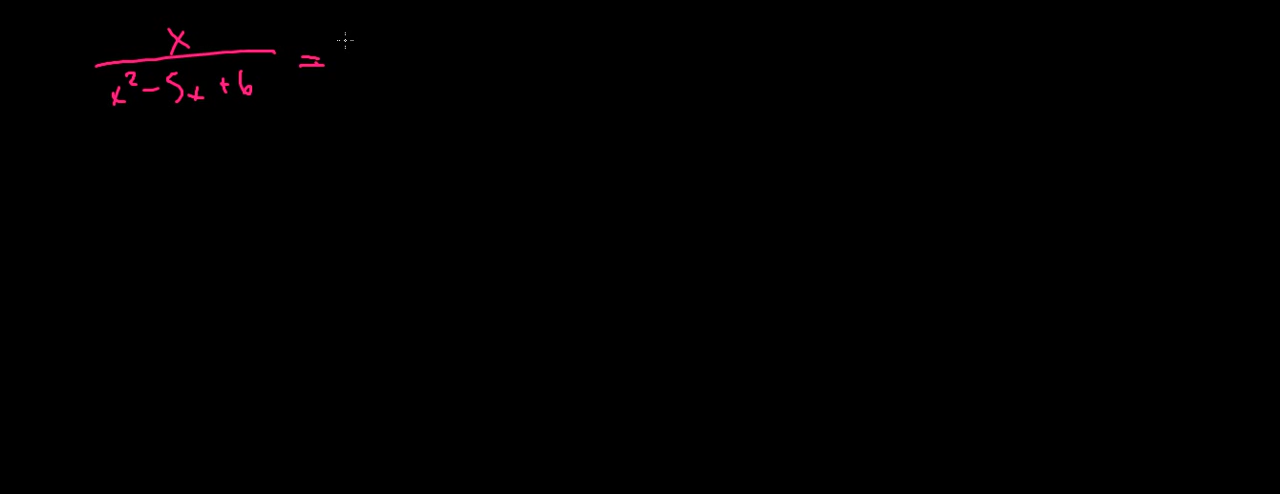 x
x² - 5x + 6 =